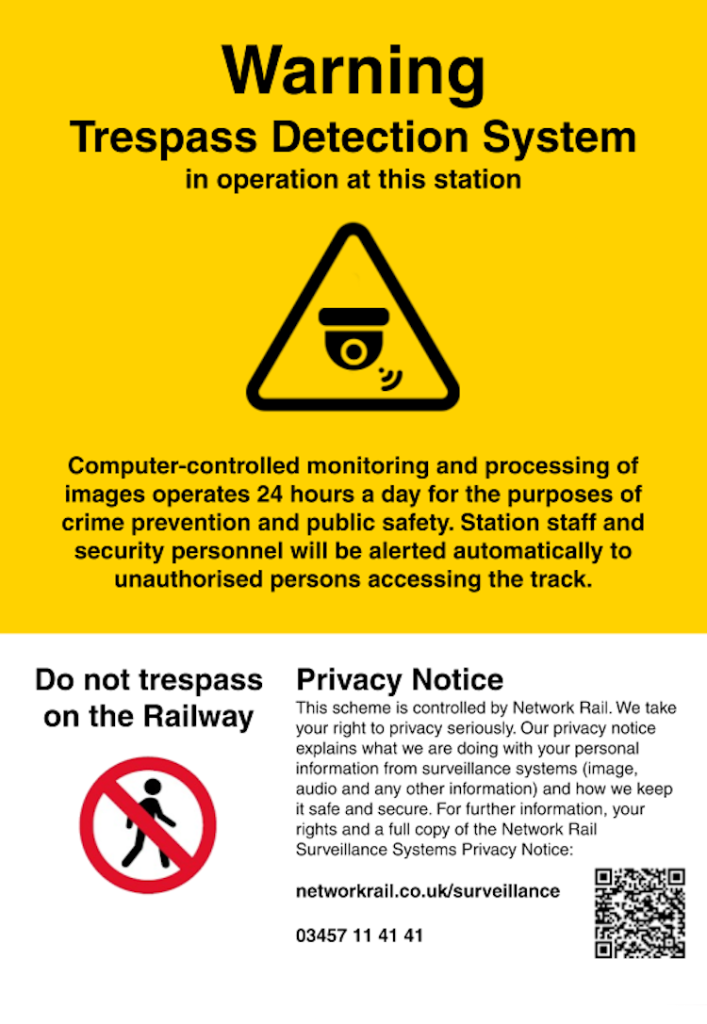 Warning
Trespass Detection System
in operation at this station
Computer-controlled monitoring and processing of
images operates 24 hours a day for the purposes of
crime prevention and public safety. Station staff and
security personnel will be alerted automatically to
unauthorised persons accessing the track.
Do not trespass
on the Railway
Privacy Notice
This scheme is controlled by Network Rail. We take
your right to privacy seriously. Our privacy notice
explains what we are doing with your personal
information from surveillance systems (image,
audio and any other information) and how we keep
it safe and secure. For further information, your
rights and a full copy of the Network Rail
Surveillance Systems Privacy Notice:
networkrail.co.uk/surveillance
03457 11 41 41